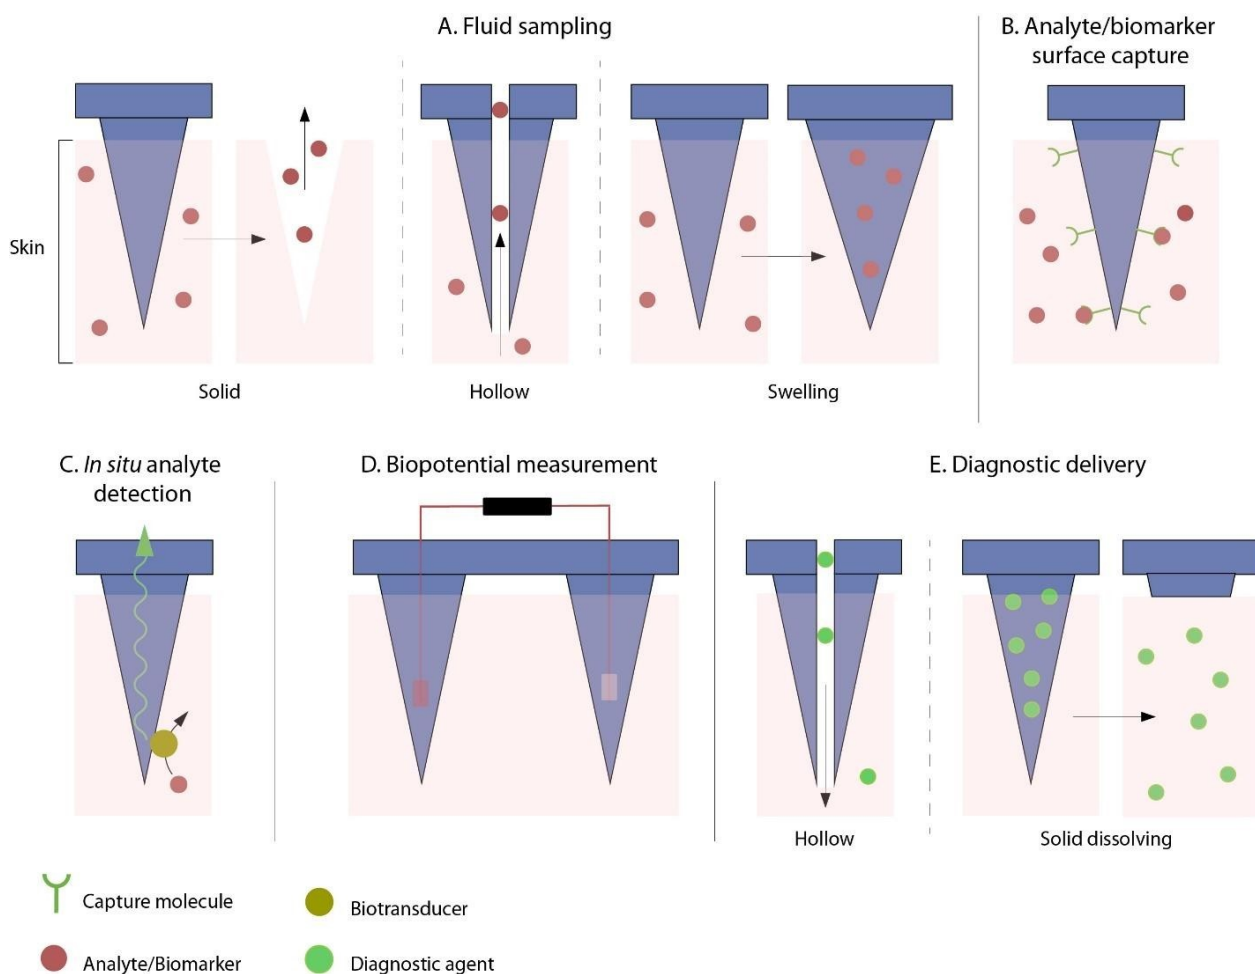 A. Fluid sampling
B. Analyte/biomarker
surface capture
Skin
Solid
Hollow
Swelling
C. In situ analyte
detection
D. Biopotential measurement
E. Diagnostic delivery
Hollow
Solid dissolving
Capture molecule
Biotransducer
Analyte/Biomarker
Diagnostic agent